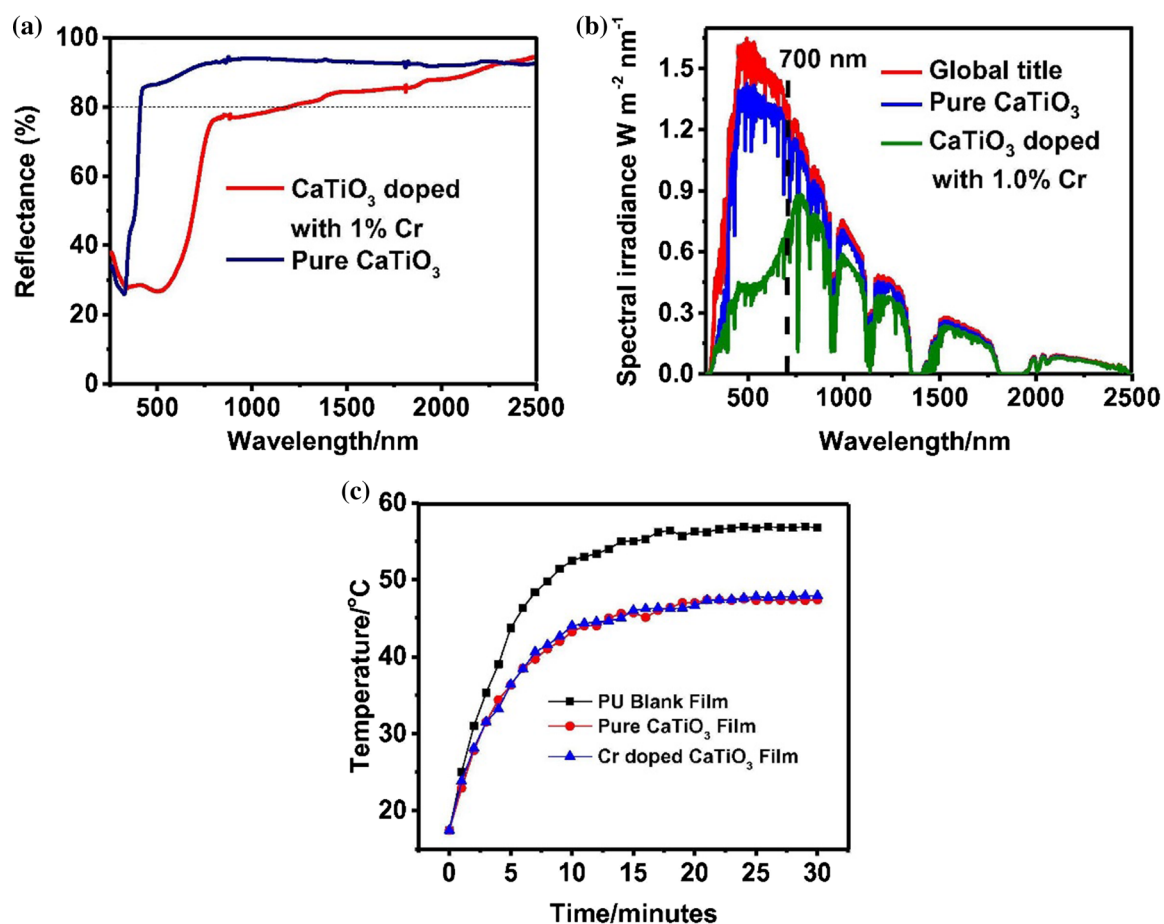 (a)
100
80
60
40
20
0
Reflectance (%)
CaTiO₃ doped
with 1% Cr
Pure CaTiO₃
500 1000 1500 2000 2500
Wavelength/nm
(b)
1.5
1.2
0.9
0.6
0.3
0.0
Spectral irradiance W m⁻² nm⁻¹
700 nm
Global title
Pure CaTiO₃
CaTiO₃ doped
with 1.0% Cr
500 1000 1500 2000 2500
Wavelength/nm
(c)
60
50
40
30
20
Temperature/°C
PU Blank Film
Pure CaTiO₃ Film
Cr doped CaTiO₃ Film
0 5 10 15 20 25 30
Time/minutes